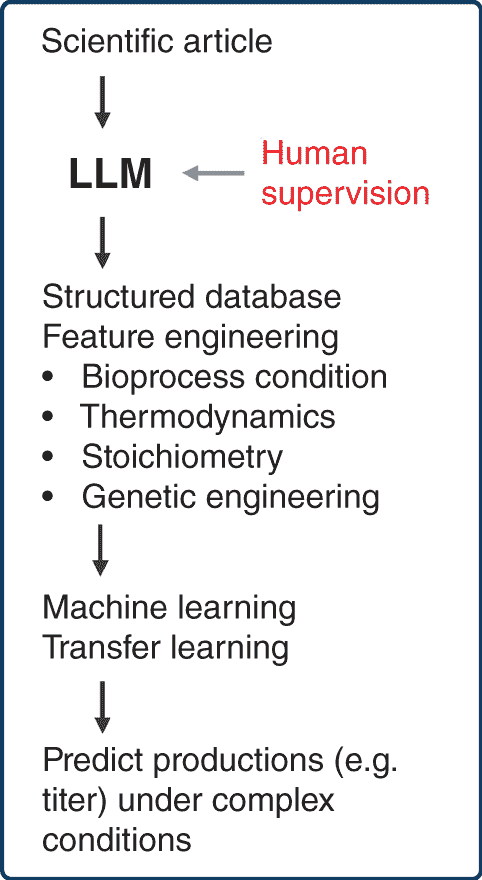 Scientific article
LLM
Human
supervision
Structured database
Feature engineering
• Bioprocess condition
• Thermodynamics
• Stoichiometry
• Genetic engineering
Machine learning
Transfer learning
Predict productions (e.g.
titer) under complex
conditions